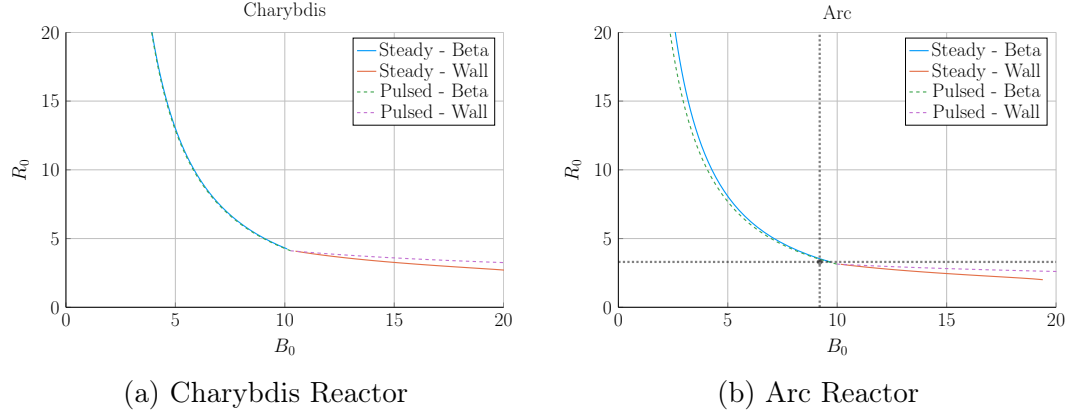 Charybdis
20
15
10
5
0
R0
0
5
10
15
20
B0
Steady - Beta
Steady - Wall
Pulsed - Beta
Pulsed - Wall
(a) Charybdis Reactor
Arc
20
15
10
5
0
R0
0
5
10
15
20
B0
Steady - Beta
Steady - Wall
Pulsed - Beta
Pulsed - Wall
(b) Arc Reactor